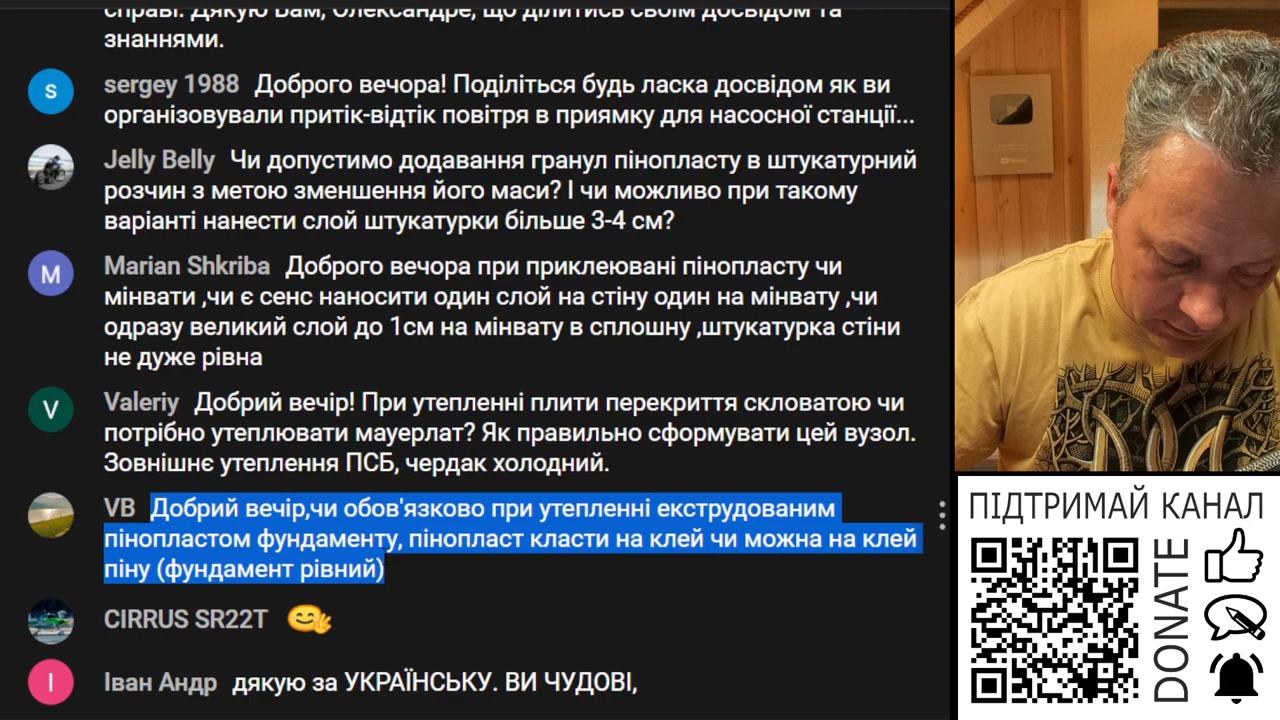 справі. Дякую Вам, Олександре, що ділитись своїм досвідом та
знаннями.
S
sergey 1988 Доброго вечора! Поділіться будь ласка досвідом як ви
організовували притік-відтік повітря в приямку для насосної станції...
Jelly Belly Чи допустимо додавання гранул пінопласту в штукатурний
розчин з метою зменшення його маси? І чи можливо при такому
варіанті нанести слой штукатурки більше 3-4 см?
M
Marian Shkriba Доброго вечора при приклеювані пінопласту чи
мінвати ,чи є сенс наносити один слой на стіну один на мінвату ,чи
одразу великий слой до 1см на мінвату в сплошну ,штукатурка стіни
не дуже рівна
V
Valeriy Добрий вечір! При утепленні плити перекриття скловатою чи
потрібно утеплювати мауерлат? Як правильно сформувати цей вузол.
Зовнішнє утеплення ПСБ, чердак холодний.
VB Добрий вечір,чи обов'язково при утепленні екструдованим
пінопластом фундаменту, пінопласт класти на клей чи можна на клей
піну (фундамент рівний)
CIRRUS SR22T
І
Іван Андр дякую за УКРАЇНСЬКУ. ВИ ЧУДОВІ,
ПІДТРИМАЙ КАНАЛ
DONATE